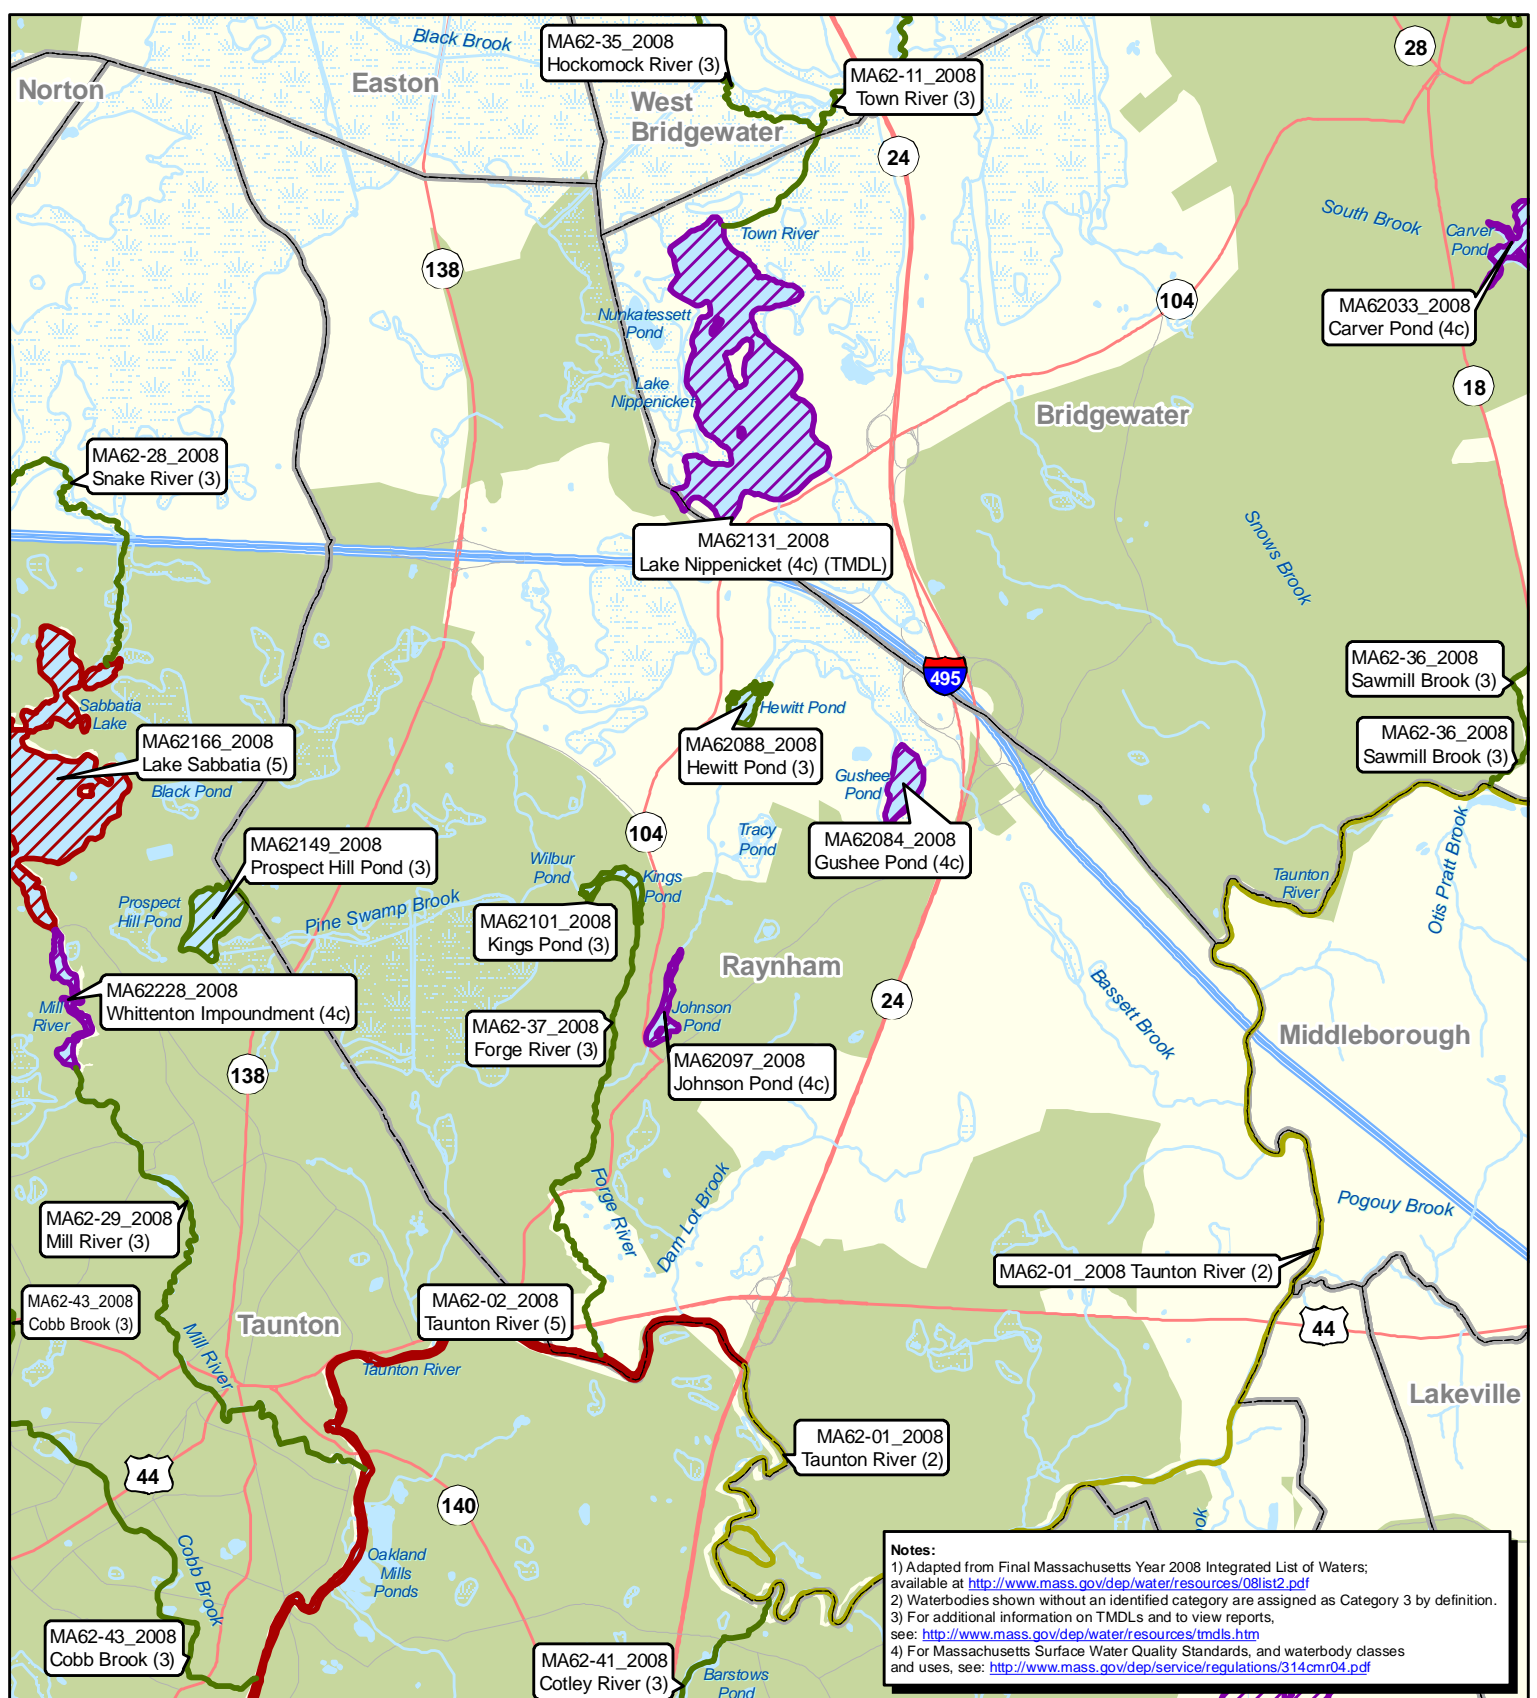 Black Brook
MA62-35_2008
Hockomock River (3)
28
Norton
Easton
West
Bridgewater
MA62-11_2008
Town River (3)
24
South Brook
Carver
Pond
Town River
138
104
MA62033_2008
Carver Pond (4c)
Nunkatessett
Pond
Lake
Nippenicket
18
Bridgewater
MA62-28_2008
Snake River (3)
MA62131_2008
Lake Nippenicket (4c) (TMDL)
Snows Brook
495
MA62-36_2008
Sawmill Brook (3)
Sabbatia
Lake
Hewitt Pond
MA62166_2008
Lake Sabbatia (5)
MA62088_2008
Hewitt Pond (3)
MA62-36_2008
Sawmill Brook (3)
Black Pond
Gushee
Pond
104
Tracy
Pond
MA62084_2008
Gushee Pond (4c)
MA62149_2008
Prospect Hill Pond (3)
Wilbur
Pond
Kings
Pond
Taunton
River
Otis Pratt Brook
Prospect
Hill Pond
Pine Swamp Brook
MA62101_2008
Kings Pond (3)
Raynham
MA62228_2008
Whittenton Impoundment (4c)
Mill
River
Johnson
Pond
24
Bassett Brook
MA62-37_2008
Forge River (3)
Middleborough
MA62097_2008
Johnson Pond (4c)
138
Forge River
Dam Lot Brook
Pogouy Brook
MA62-29_2008
Mill River (3)
MA62-01_2008 Taunton River (2)
MA62-43_2008
Cobb Brook (3)
MA62-02_2008
Taunton River (5)
Taunton
44
Mill River
Taunton River
Lakeville
MA62-01_2008
Taunton River (2)
44
140
ok
Cobb Brook
Oakland
Mills
Ponds
Notes:
1) Adapted from Final Massachusetts Year 2008 Integrated List of Waters;
available at http://www.mass.gov/dep/water/resources/08list2.pdf
2) Waterbodies shown without an identified category are assigned as Category 3 by definition.
3) For additional information on TMDLs and to view reports,
see: http://www.mass.gov/dep/water/resources/tmdls.htm
4) For Massachusetts Surface Water Quality Standards, and waterbody classes
and uses, see: http://www.mass.gov/dep/service/regulations/314cmr04.pdf
MA62-43_2008
Cobb Brook (3)
MA62-41_2008
Cotley River (3)
Barstows
Pond